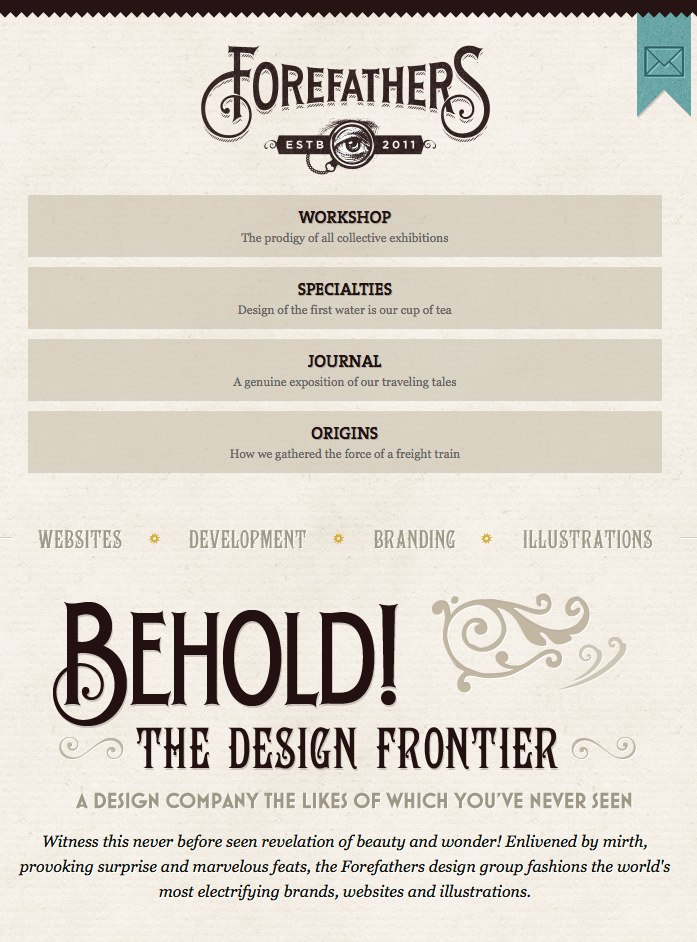 FOREFATHERS
ESTB 2011
WORKSHOP
The prodigy of all collective exhibitions
SPECIALTIES
Design of the first water is our cup of tea
JOURNAL
A genuine exposition of our traveling tales
ORIGINS
How we gathered the force of a freight train
WEBSITES DEVELOPMENT BRANDING ILLUSTRATIONS
BEHOLD!
THE DESIGN FRONTIER
A DESIGN COMPANY THE LIKES OF WHICH YOU'VE NEVER SEEN
Witness this never before seen revelation of beauty and wonder! Enlivened by mirth,
provoking surprise and marvelous feats, the Forefathers design group fashions the world's
most electrifying brands, websites and illustrations.